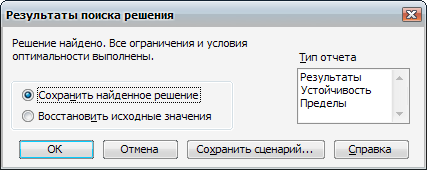 Результаты поиска решения
Решение найдено. Все ограничения и условия
оптимальности выполнены.
Тип отчета
Результаты
Устойчивость
Пределы
Сохранить найденное решение
Восстановить исходные значения
ОК
Отмена
Сохранить сценарий...
Справка